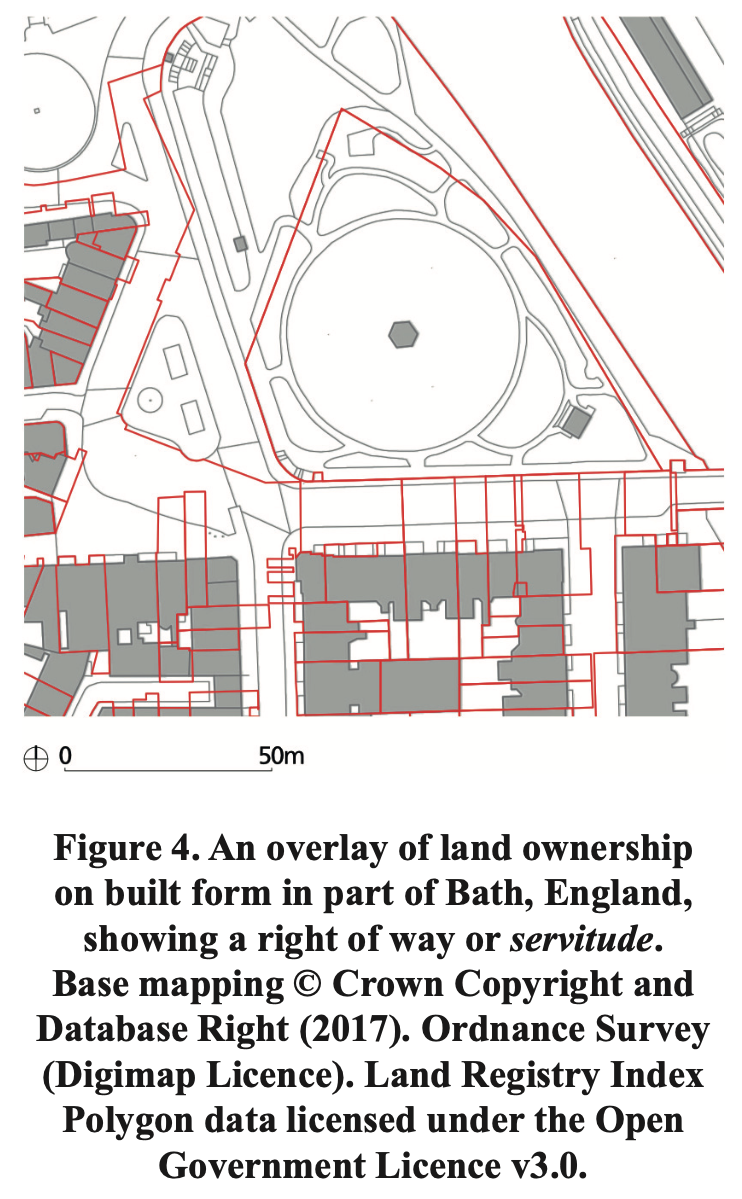 0 50m
Figure 4. An overlay of land ownership
on built form in part of Bath, England,
showing a right of way or servitude.
Base mapping © Crown Copyright and
Database Right (2017). Ordnance Survey
(Digimap Licence). Land Registry Index
Polygon data licensed under the Open
Government Licence v3.0.